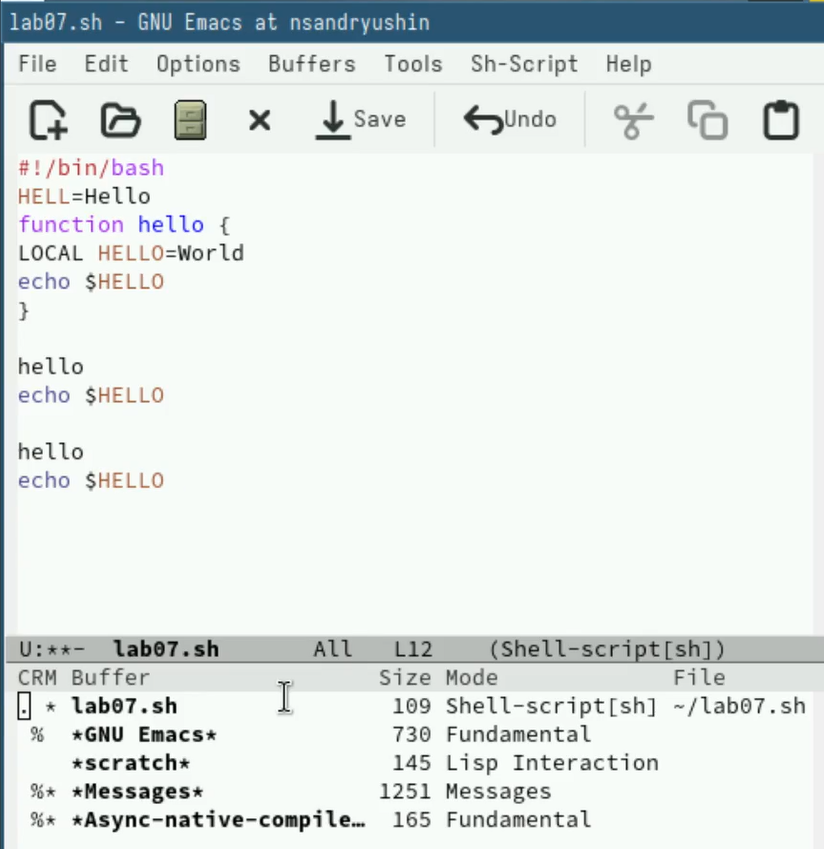 lab07.sh - GNU Emacs at nsandryushin
File Edit Options Buffers Tools Sh-Script Help
Save Undo
#!/bin/bash
HELL=Hello
function hello {
LOCAL HELLO=World
echo $HELLO
}
hello
echo $HELLO
hello
echo $HELLO
U:**- lab07.sh All L12 (Shell-script[sh])
CRM Buffer Size Mode File
. * lab07.sh 109 Shell-script[sh] ~/lab07.sh
% *GNU Emacs* 730 Fundamental
*scratch* 145 Lisp Interaction
%* *Messages* 1251 Messages
%* *Async-native-compile… 165 Fundamental